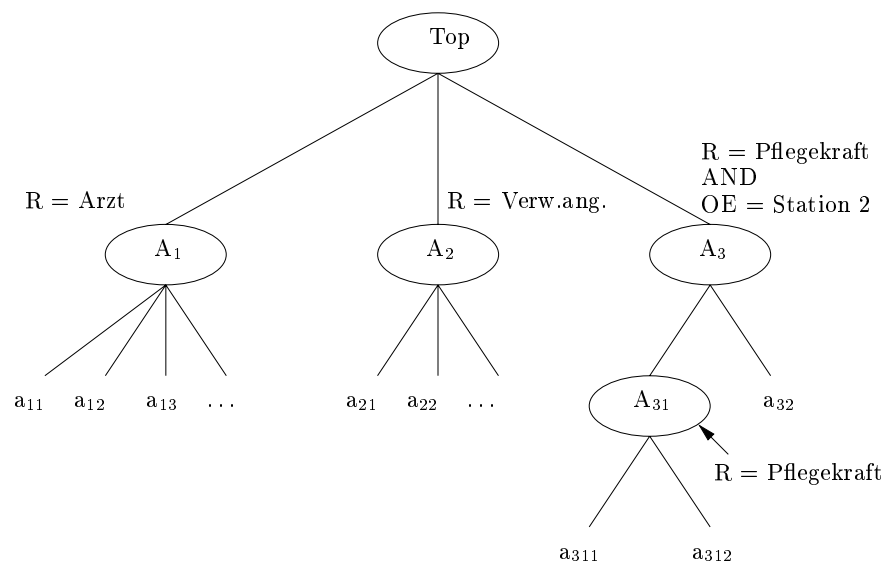 Top
R = Pflegekraft
AND
OE = Station 2
R = Arzt
R = Verw.ang.
A₁
A₂
A₃
a₁₁ a₁₂ a₁₃ ...
a₂₁ a₂₂ ...
A₃₁
a₃₂
R = Pflegekraft
a₃₁₁ a₃₁₂